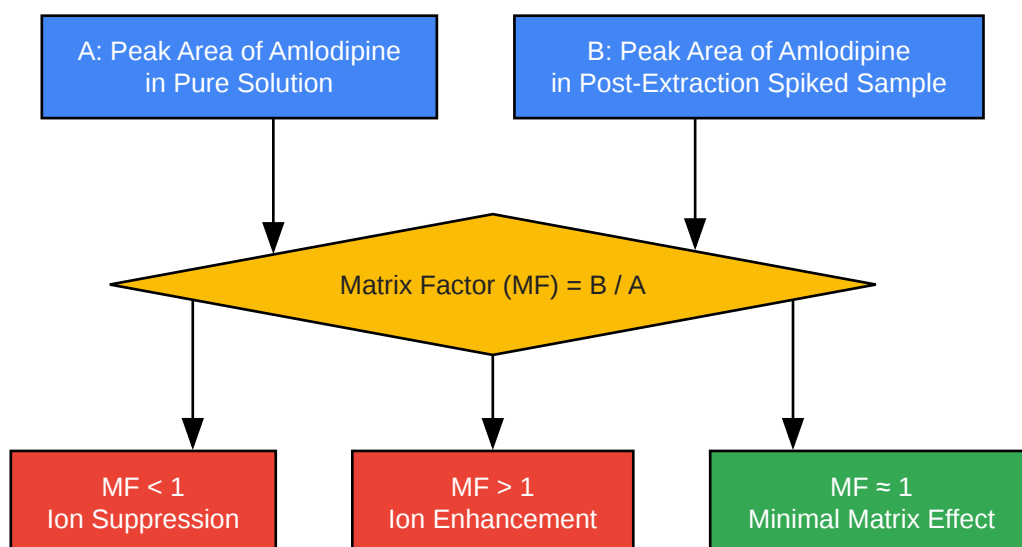 A: Peak Area of Amlodipine
in Pure Solution
B: Peak Area of Amlodipine
in Post-Extraction Spiked Sample
Matrix Factor (MF) = B / A
MF < 1
Ion Suppression
MF > 1
Ion Enhancement
MF ≈ 1
Minimal Matrix Effect